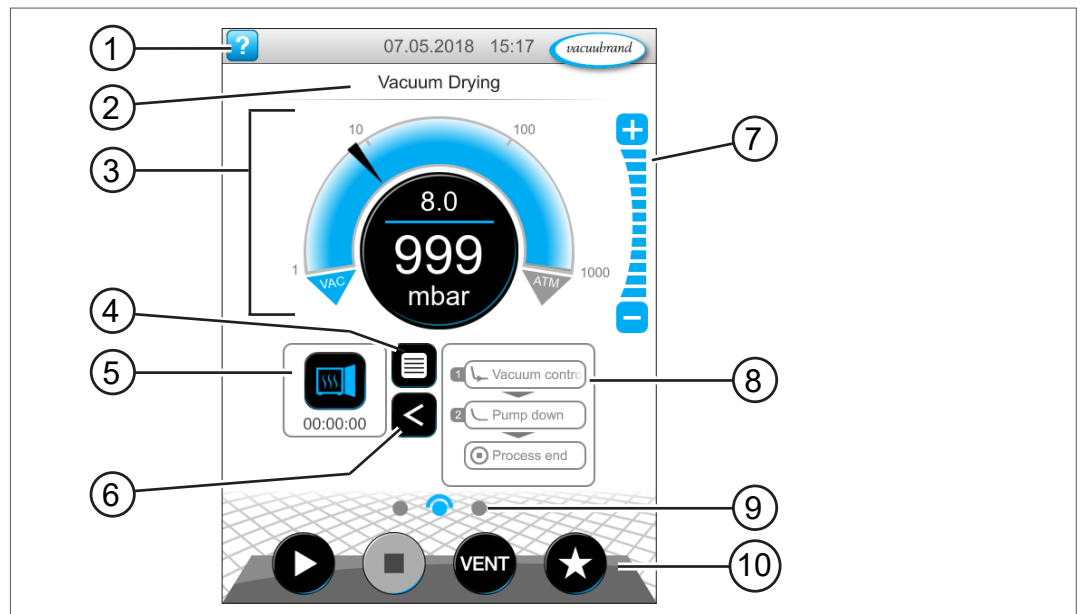 1
?
07.05.2018 15:17
vacuubrand
2
Vacuum Drying
3
10
100
7
8.0
999
mbar
1
1000
VAC
ATM
4
5
00:00:00
6
<
1 Vacuum contro
2 Pump down
Process end
8
9
VENT
10